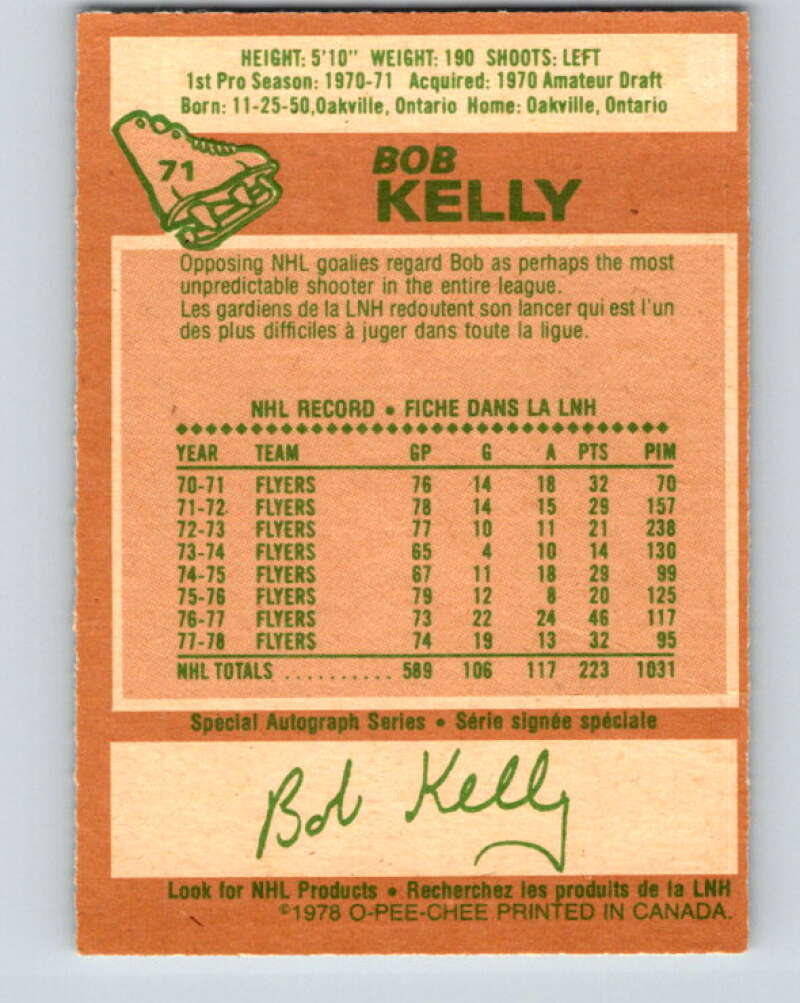 HEIGHT: 5'10" WEIGHT: 190 SHOOTS: LEFT
1st Pro Season: 1970-71 Acquired: 1970 Amateur Draft
Born: 11-25-50,Oakville, Ontario Home: Oakville, Ontario
71
BOB
KELLY
Opposing NHL goalies regard Bob as perhaps the most
unpredictable shooter in the entire league.
Les gardiens de la LNH redoutent son lancer qui est l'un
des plus difficiles à juger dans toute la ligue.
NHL RECORD • FICHE DANS LA LNH
YEAR TEAM GP G A PTS PIM
70-71 FLYERS 76 14 18 32 70
71-72 FLYERS 78 14 15 29 157
72-73 FLYERS 77 10 11 21 238
73-74 FLYERS 65 4 10 14 130
74-75 FLYERS 67 11 18 29 99
75-76 FLYERS 79 12 8 20 125
76-77 FLYERS 73 22 24 46 117
77-78 FLYERS 74 19 13 32 95
NHL TOTALS .......... 589 106 117 223 1031
Special Autograph Series • Série signée spéciale
Bob Kelly
Look for NHL Products • Recherchez les produits de la LNH
©1978 O-PEE-CHEE PRINTED IN CANADA.